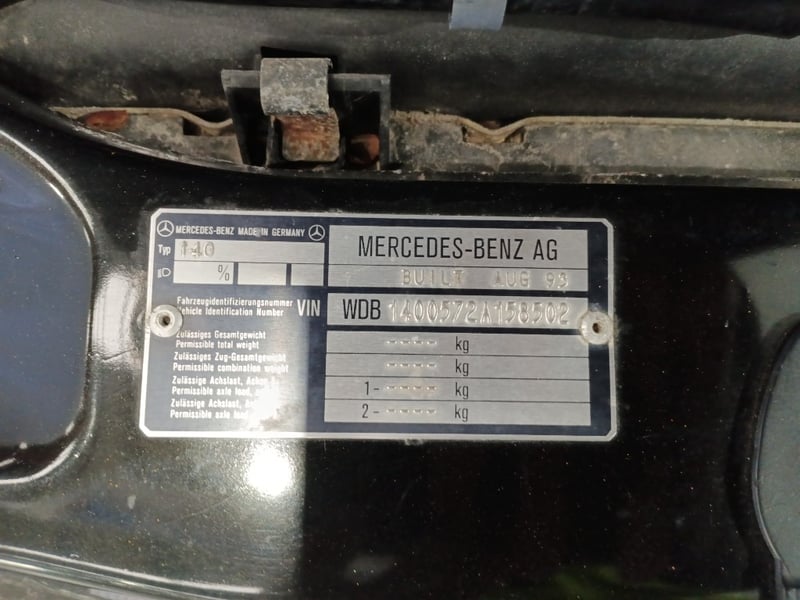 MERCEDES-BENZ MADE IN GERMANY
Typ 140
MERCEDES-BENZ AG
%
BUILT AUG 93
Fahrzeugidentifizierungsnummer
Vehicle Identification Number
VIN
WDB 1400572A158502
Zulässiges Gesamtgewicht
Permissible total weight
---- kg
Zulässiges Zug-Gesamtgewicht
Permissible combination weight
---- kg
Zulässige Achslast,
Permissible axle load,
1- ---- kg
Zulässige Achslast,
Permissible axle load
2- ---- kg